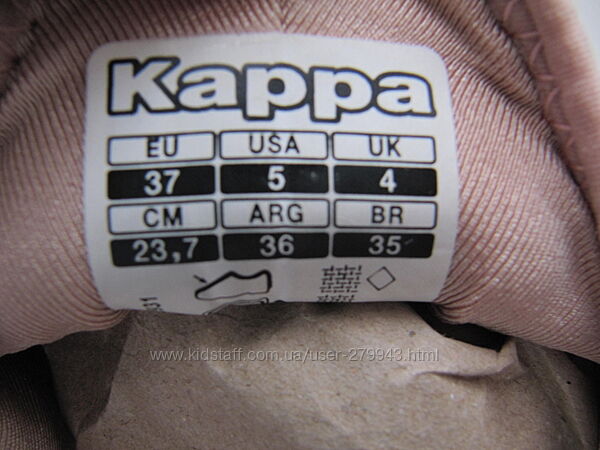 Kappa
EU USA UK
37 5 4
CM ARG BR
23,7 36 35
www.kidstaff.com.ua/user-279943.html